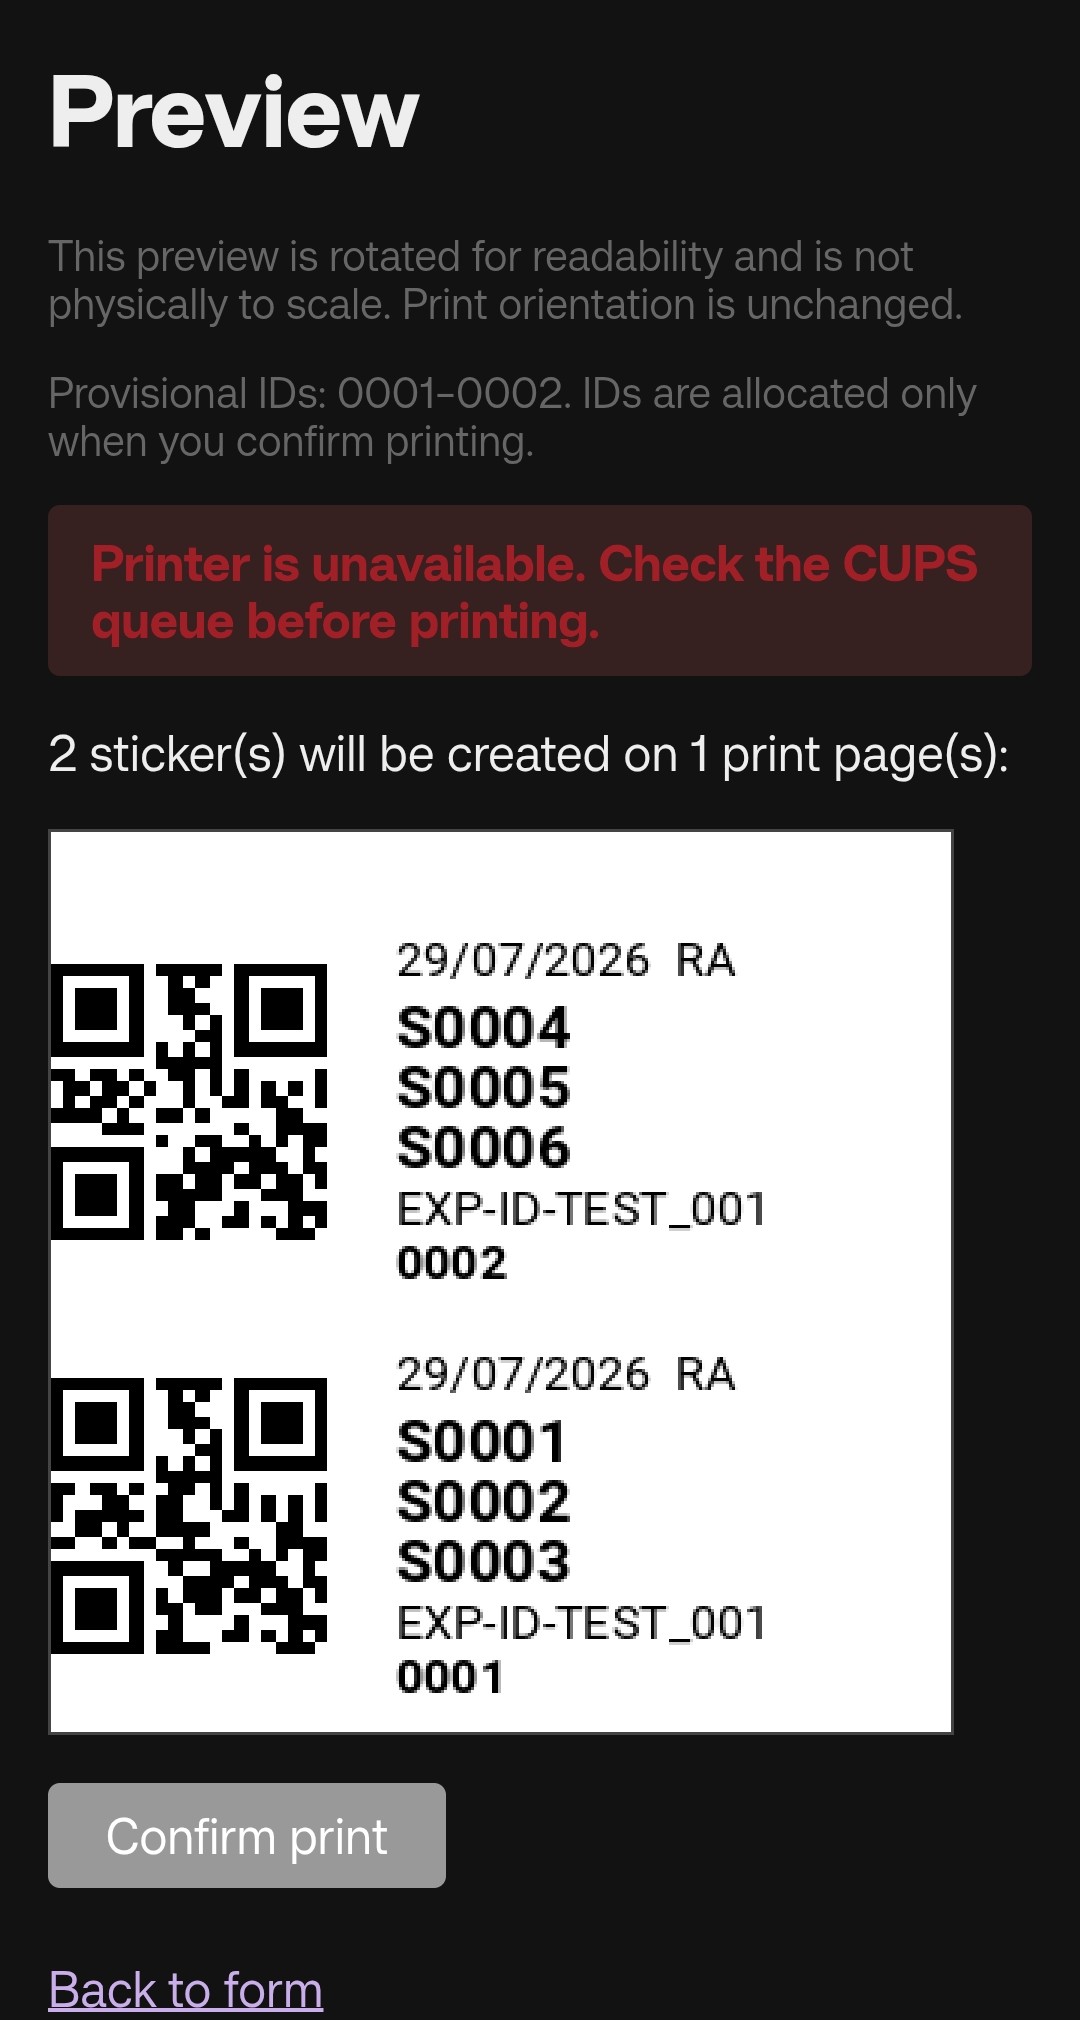 Preview
This preview is rotated for readability and is not
physically to scale. Print orientation is unchanged.
Provisional IDs: 0001-0002. IDs are allocated only
when you confirm printing.
Printer is unavailable. Check the CUPS
queue before printing.
2 sticker(s) will be created on 1 print page(s):
29/07/2026 RA
S0004
S0005
S0006
EXP-ID-TEST_001
0002
29/07/2026 RA
S0001
S0002
S0003
EXP-ID-TEST_001
0001
Confirm print
Back to form